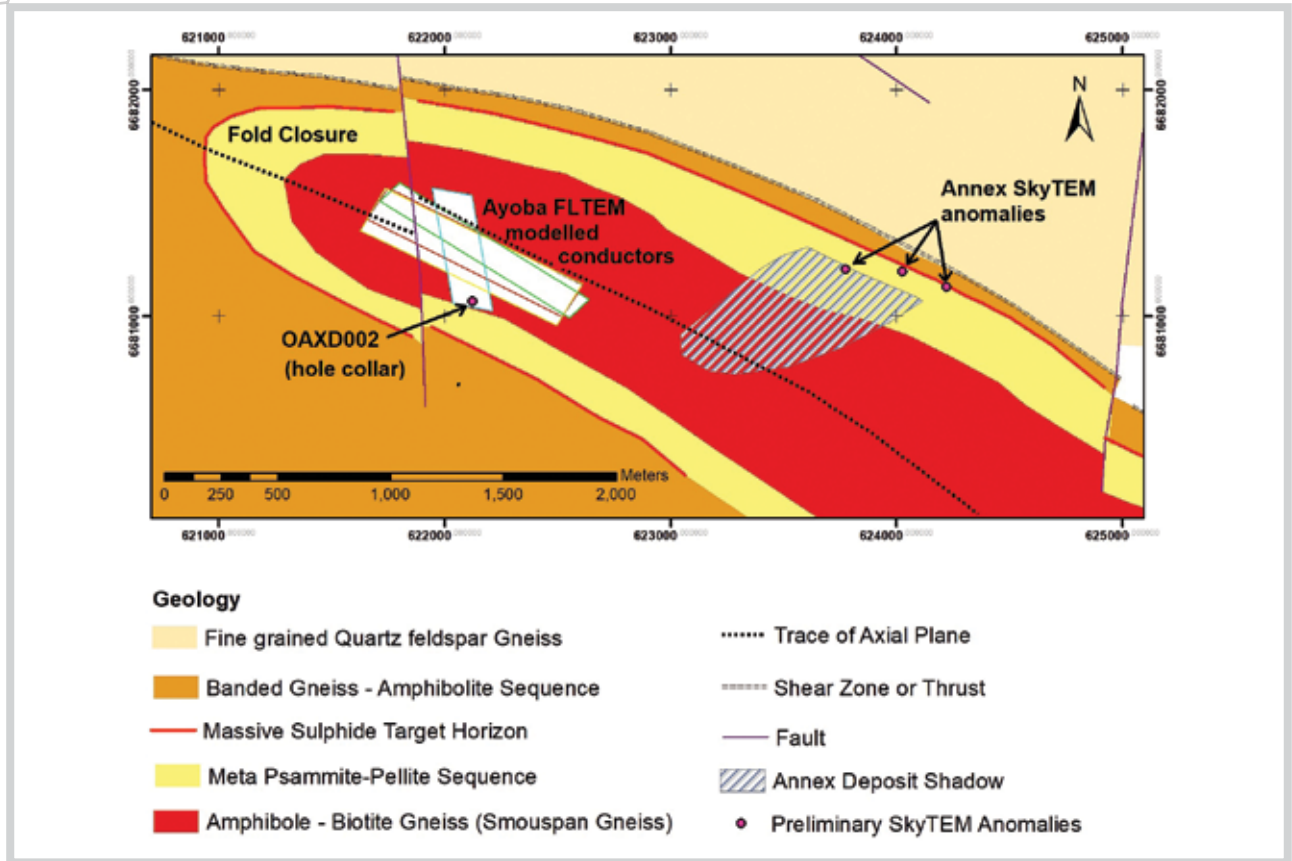 621000 622000 623000 624000 625000
6682000
6682000
N
Fold Closure
Annex SkyTEM
anomalies
Ayoba FLTEM
modelled
conductors
6681000
6681000
OAXD002
(hole collar)
Meters
0 250 500 1,000 1,500 2,000
621000 622000 623000 624000 625000
Geology
Fine grained Quartz feldspar Gneiss
Banded Gneiss - Amphibolite Sequence
Massive Sulphide Target Horizon
Meta Psammite-Pellite Sequence
Amphibole - Biotite Gneiss (Smouspan Gneiss)
Trace of Axial Plane
Shear Zone or Thrust
Fault
Annex Deposit Shadow
Preliminary SkyTEM Anomalies